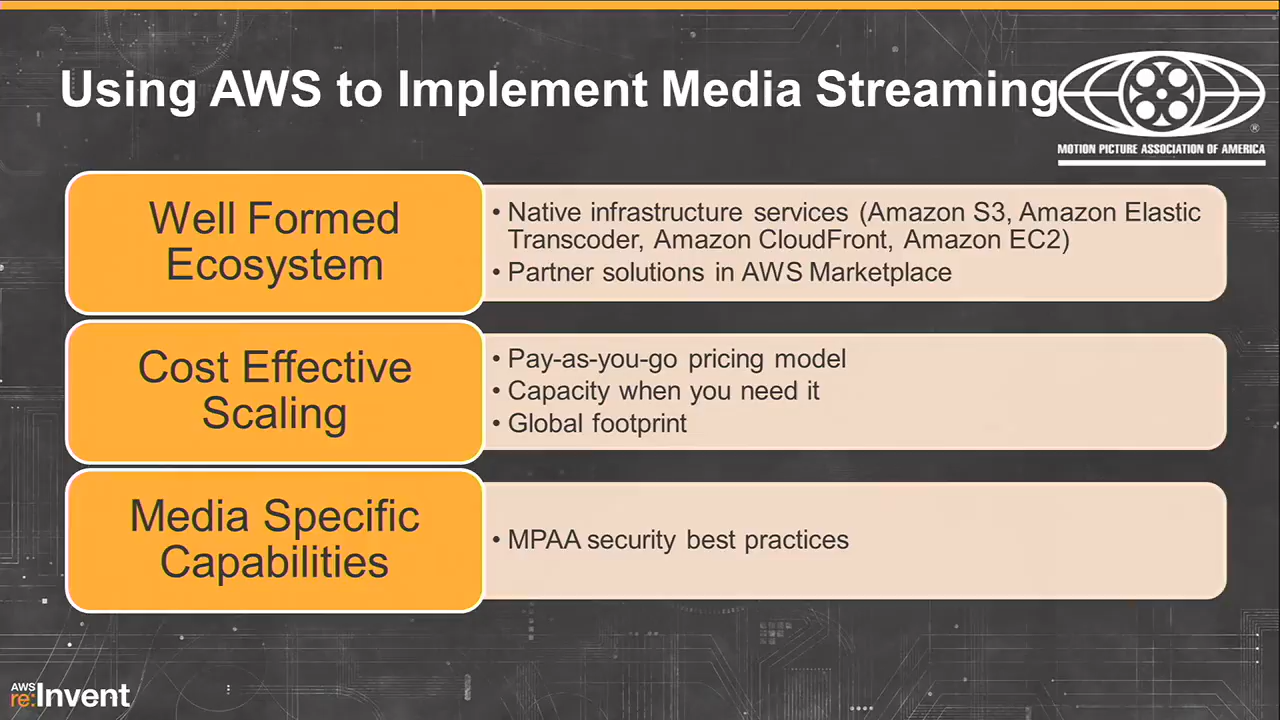 Using AWS to Implement Media Streaming
®
MOTION PICTURE ASSOCIATION OF AMERICA
Well Formed
Ecosystem
• Native infrastructure services (Amazon S3, Amazon Elastic
Transcoder, Amazon CloudFront, Amazon EC2)
• Partner solutions in AWS Marketplace
Cost Effective
Scaling
• Pay-as-you-go pricing model
• Capacity when you need it
• Global footprint
Media Specific
Capabilities
• MPAA security best practices
AWS
re:Invent